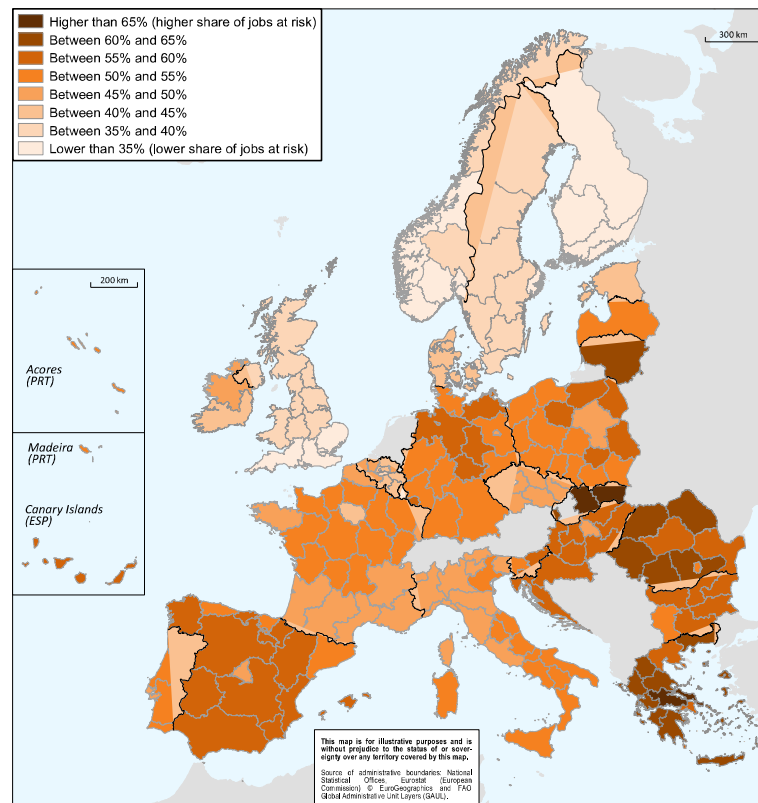 Higher than 65% (higher share of jobs at risk)
Between 60% and 65%
Between 55% and 60%
Between 50% and 55%
Between 45% and 50%
Between 40% and 45%
Between 35% and 40%
Lower than 35% (lower share of jobs at risk)
300 km
200 km
Acores
(PRT)
Madeira
(PRT)
Canary Islands
(ESP)
This map is for illustrative purposes and is
without prejudice to the status of or sover-
eignty over any territory covered by this map.
Source of administrative boundaries: National
Statistical Offices, Eurostat (European
Commission) © EuroGeographics and FAO
Global Administrative Unit Layers (GAUL).